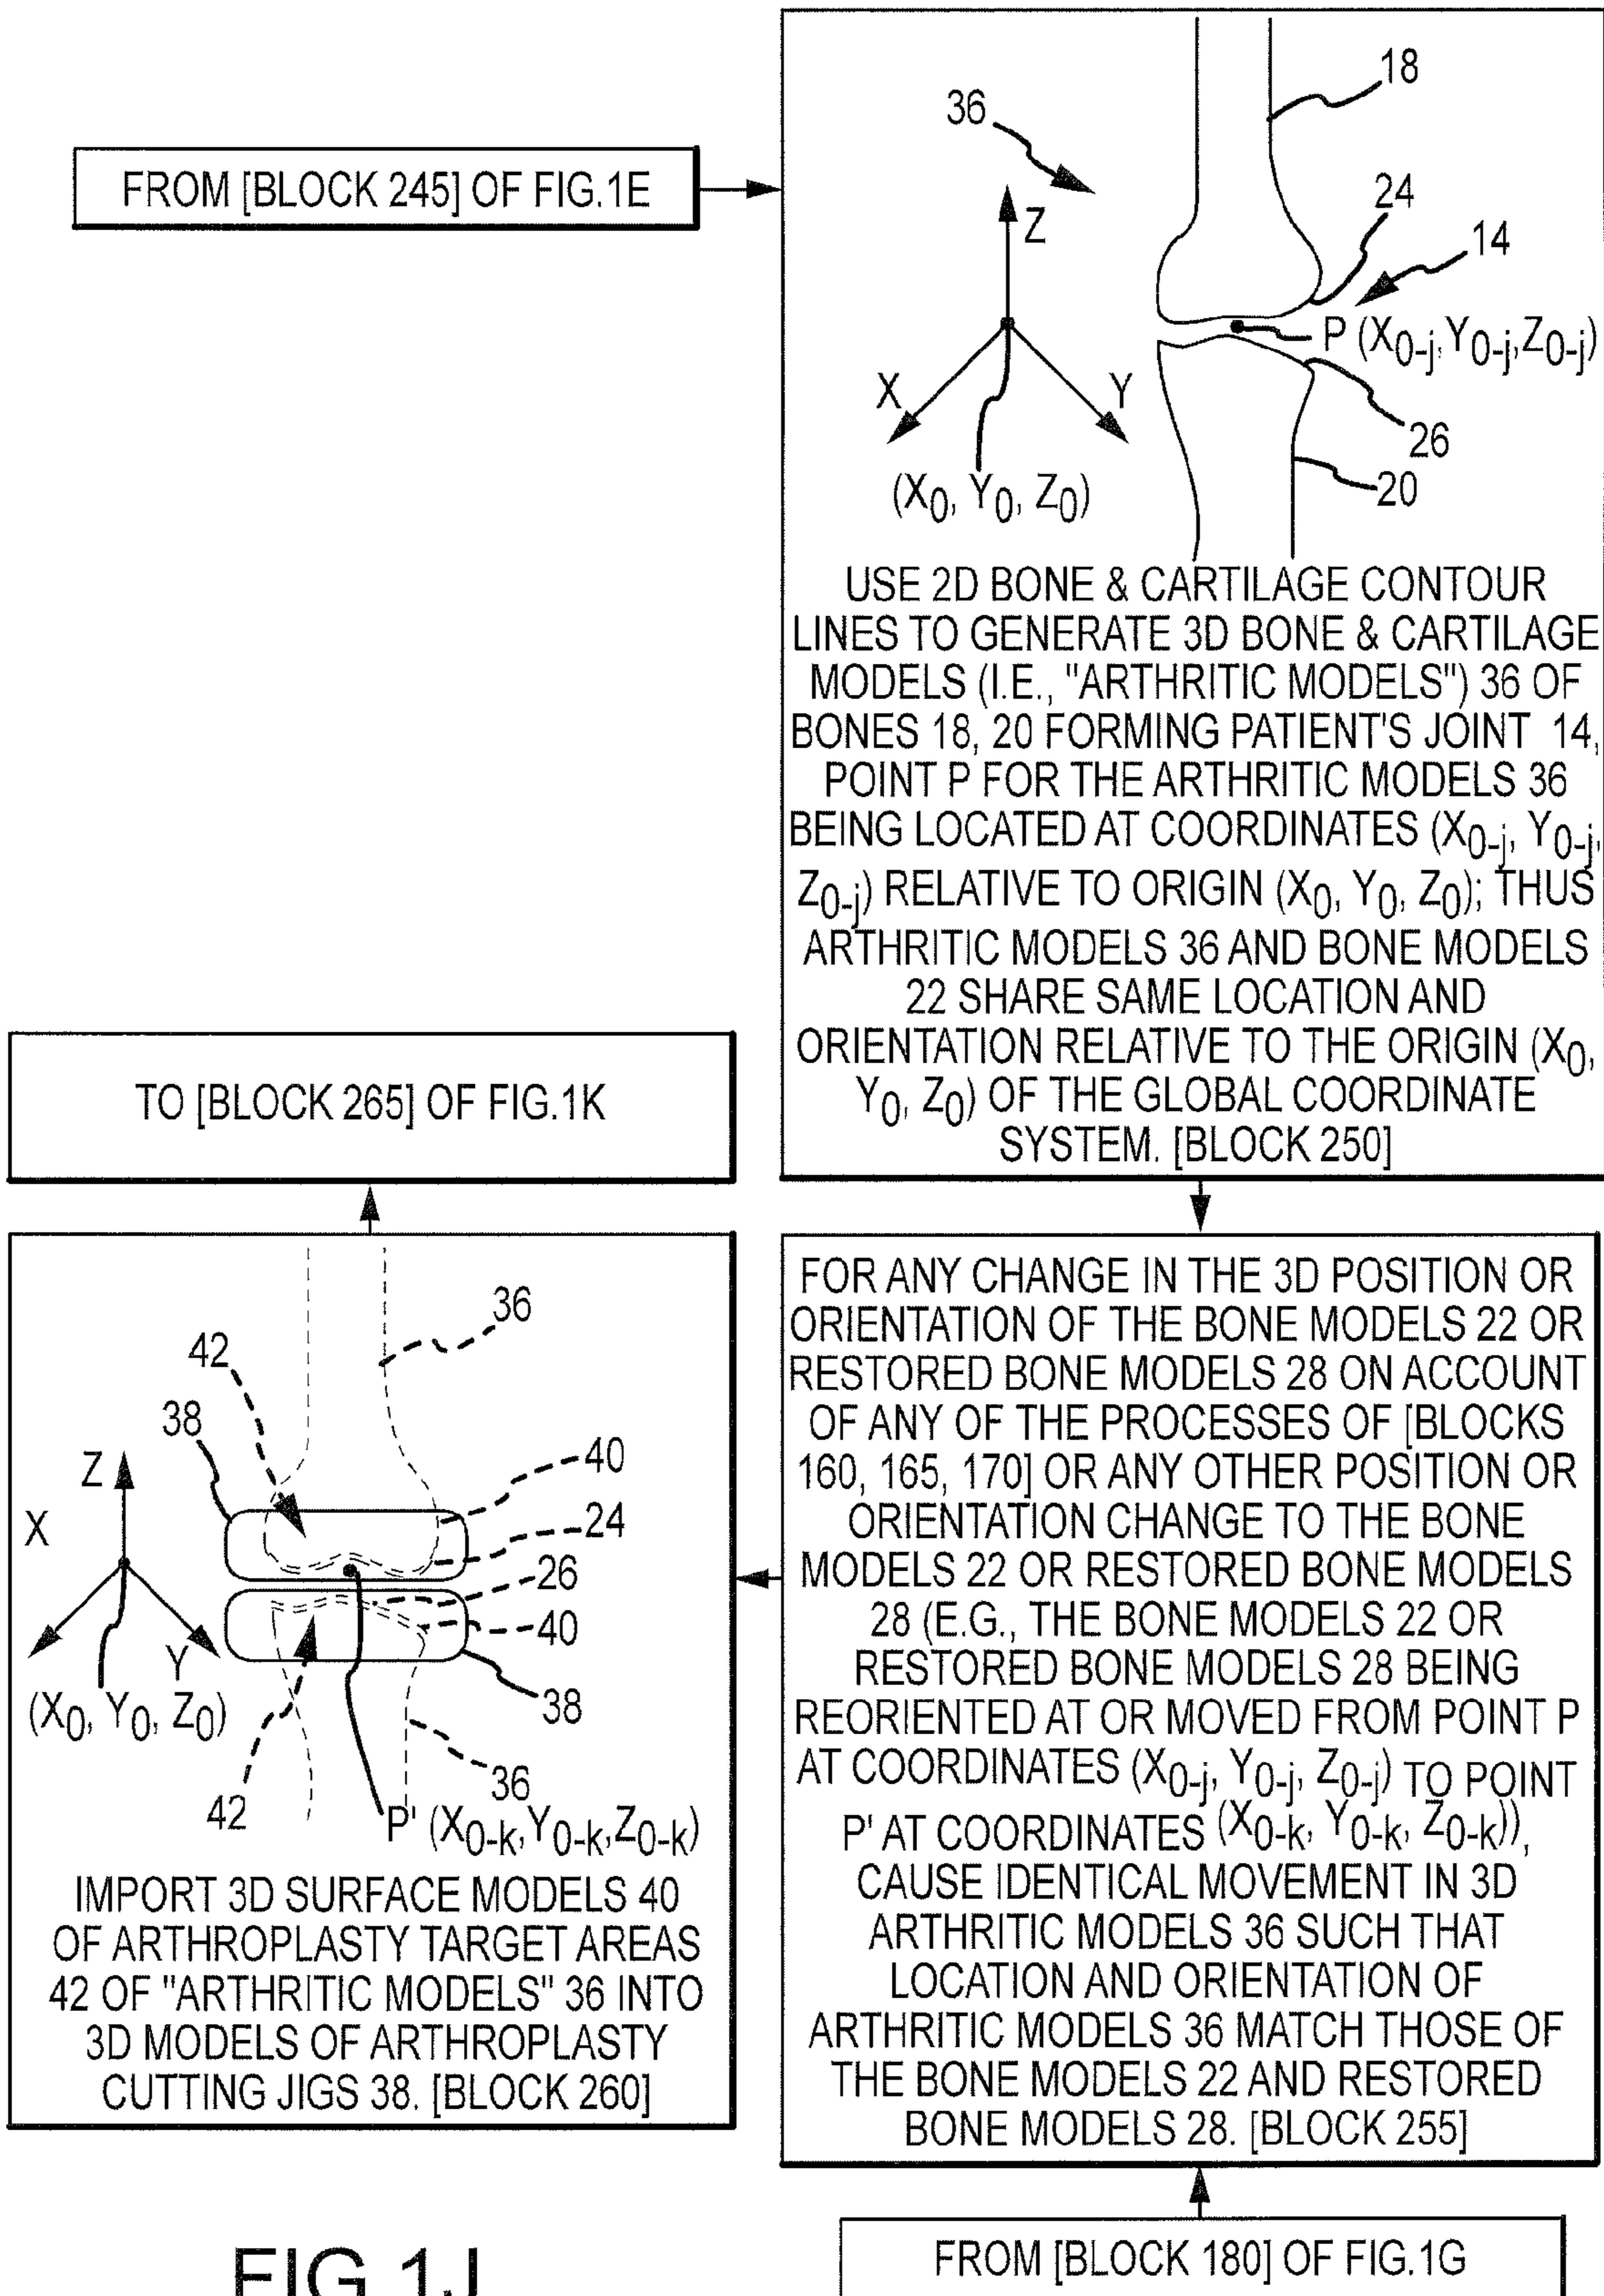 FROM [BLOCK 245] OF FIG.1E
36
18
24
14
Z
P (X0-j, Y0-j, Z0-j)
X
Y
26
20
(X0, Y0, Z0)
USE 2D BONE & CARTILAGE CONTOUR
LINES TO GENERATE 3D BONE & CARTILAGE
MODELS (I.E., "ARTHRITIC MODELS") 36 OF
BONES 18, 20 FORMING PATIENT'S JOINT 14,
POINT P FOR THE ARTHRITIC MODELS 36
BEING LOCATED AT COORDINATES (X0-j, Y0-j,
Z0-j) RELATIVE TO ORIGIN (X0, Y0, Z0); THUS
ARTHRITIC MODELS 36 AND BONE MODELS
22 SHARE SAME LOCATION AND
ORIENTATION RELATIVE TO THE ORIGIN (X0,
Y0, Z0) OF THE GLOBAL COORDINATE
SYSTEM. [BLOCK 250]
FOR ANY CHANGE IN THE 3D POSITION OR
ORIENTATION OF THE BONE MODELS 22 OR
RESTORED BONE MODELS 28 ON ACCOUNT
OF ANY OF THE PROCESSES OF [BLOCKS
160, 165, 170] OR ANY OTHER POSITION OR
ORIENTATION CHANGE TO THE BONE
MODELS 22 OR RESTORED BONE MODELS
28 (E.G., THE BONE MODELS 22 OR
RESTORED BONE MODELS 28 BEING
REORIENTED AT OR MOVED FROM POINT P
AT COORDINATES (X0-j, Y0-j, Z0-j) TO POINT
P' AT COORDINATES (X0-k, Y0-k, Z0-k)),
CAUSE IDENTICAL MOVEMENT IN 3D
ARTHRITIC MODELS 36 SUCH THAT
LOCATION AND ORIENTATION OF
ARTHRITIC MODELS 36 MATCH THOSE OF
THE BONE MODELS 22 AND RESTORED
BONE MODELS 28. [BLOCK 255]
FROM [BLOCK 180] OF FIG.1G
36
42
38
Z
40
X
24
26
40
Y
(X0, Y0, Z0)
38
36
42
P' (X0-k, Y0-k, Z0-k)
IMPORT 3D SURFACE MODELS 40
OF ARTHROPLASTY TARGET AREAS
42 OF "ARTHRITIC MODELS" 36 INTO
3D MODELS OF ARTHROPLASTY
CUTTING JIGS 38. [BLOCK 260]
TO [BLOCK 265] OF FIG.1K
FIG.1J